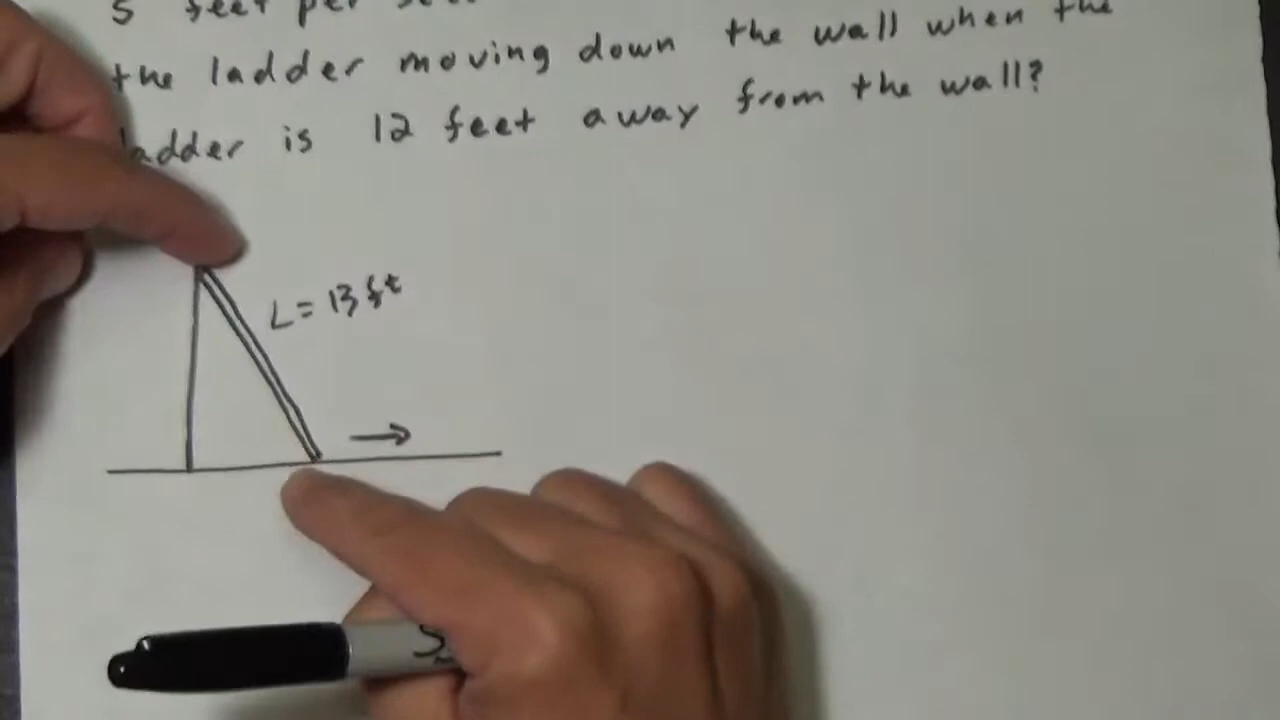 5 feet per
the ladder moving down the wall when the
ladder is 12 feet away from the wall?
L = 13 ft